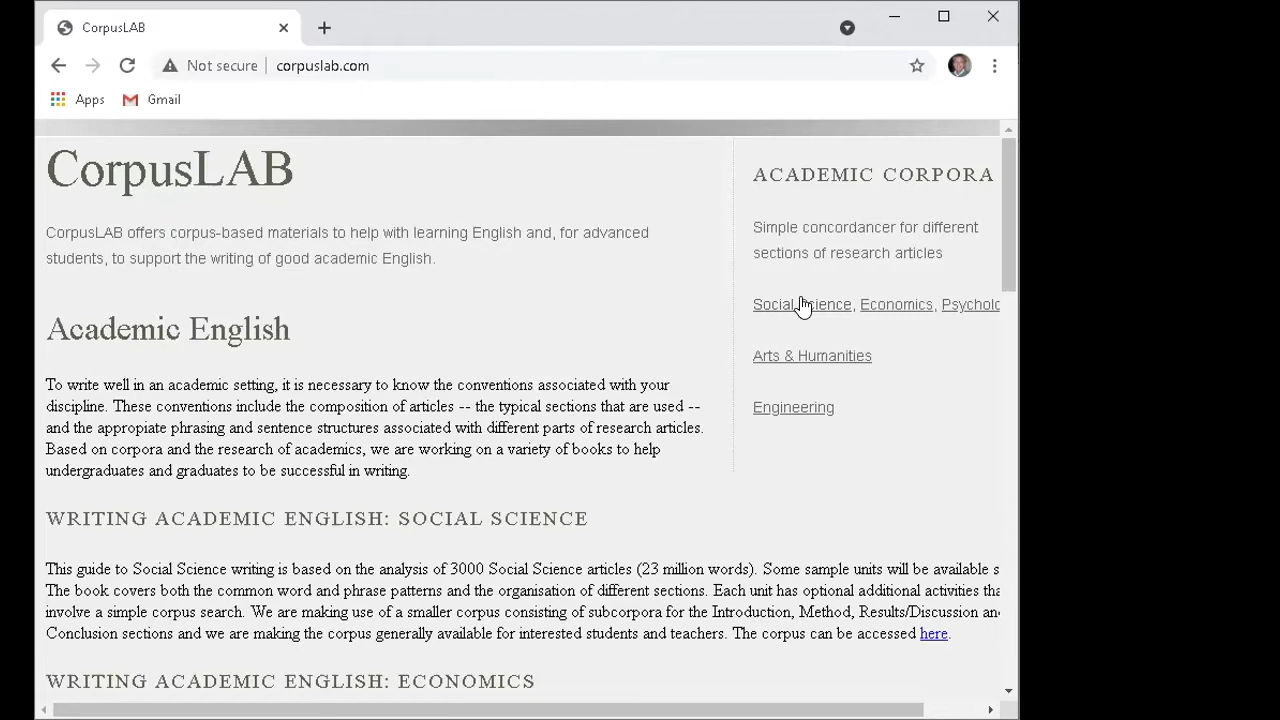 CorpusLAB
Not secure
corpuslab.com
Apps
Gmail
CorpusLAB
CorpusLAB offers corpus-based materials to help with learning English and, for advanced
students, to support the writing of good academic English.
Academic English
To write well in an academic setting, it is necessary to know the conventions associated with your
discipline. These conventions include the composition of articles -- the typical sections that are used --
and the appropiate phrasing and sentence structures associated with different parts of research articles.
Based on corpora and the research of academics, we are working on a variety of books to help
undergraduates and graduates to be successful in writing.
WRITING ACADEMIC ENGLISH: SOCIAL SCIENCE
This guide to Social Science writing is based on the analysis of 3000 Social Science articles (23 million words). Some sample units will be available s
The book covers both the common word and phrase patterns and the organisation of different sections. Each unit has optional additional activities tha
involve a simple corpus search. We are making use of a smaller corpus consisting of subcorpora for the Introduction, Method, Results/Discussion an
Conclusion sections and we are making the corpus generally available for interested students and teachers. The corpus can be accessed here.
WRITING ACADEMIC ENGLISH: ECONOMICS
ACADEMIC CORPORA
Simple concordancer for different
sections of research articles
Social Science, Economics, Psycholo
Arts & Humanities
Engineering